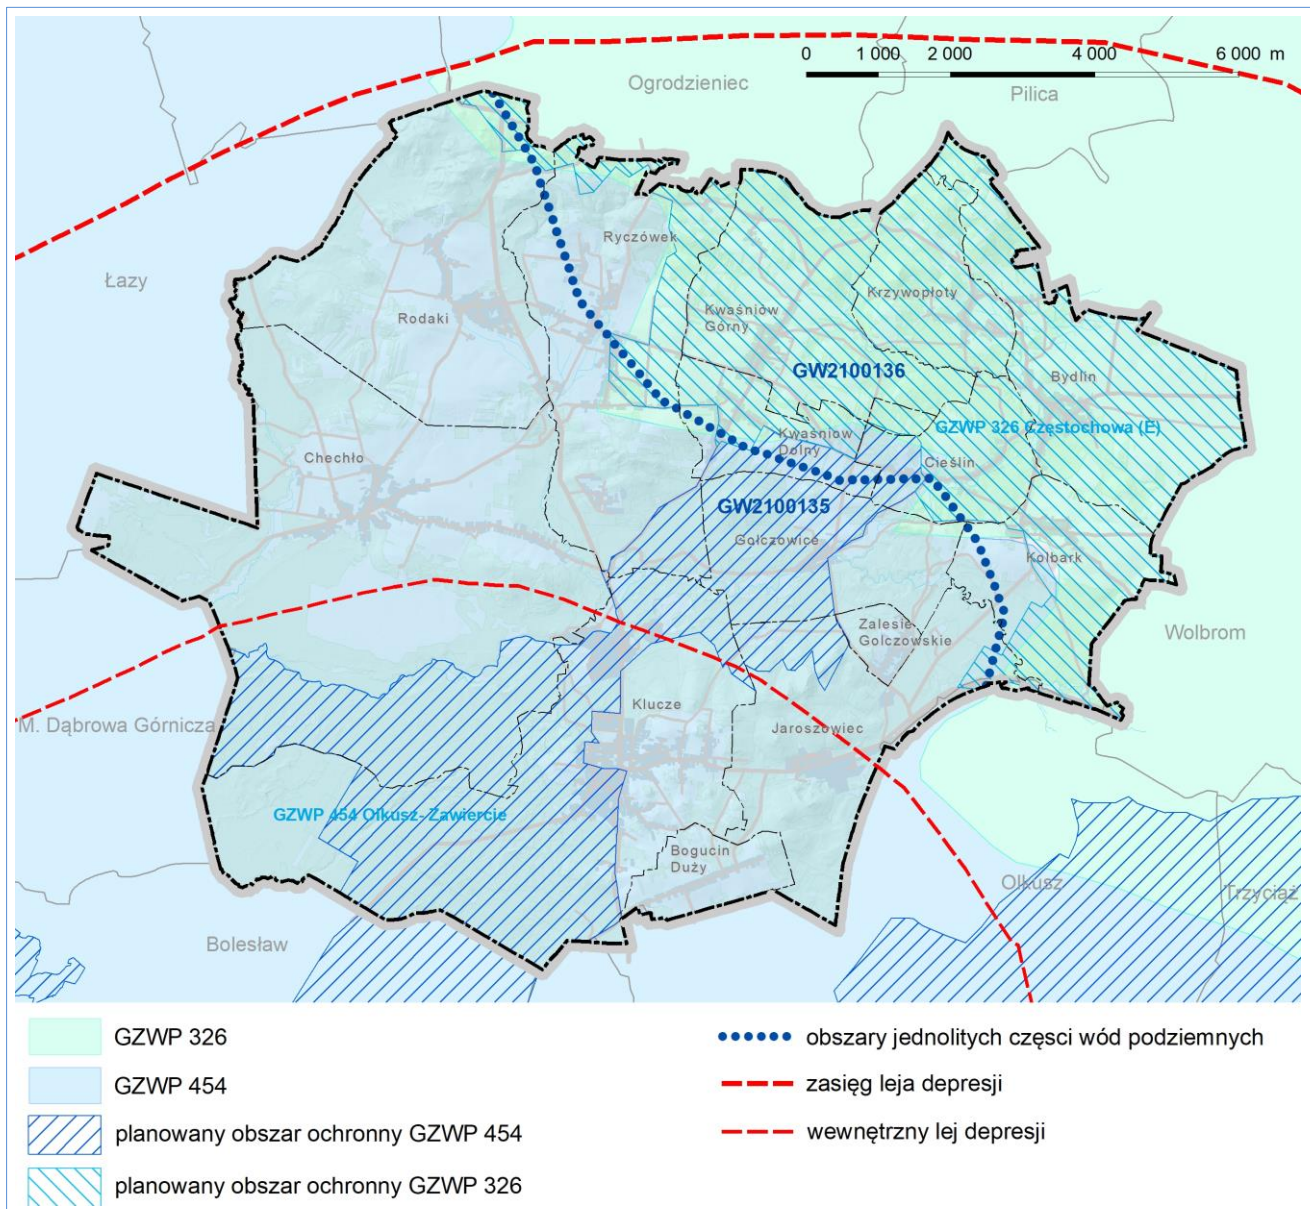 0 1 000 2 000 4 000 6 000 m
Ogrodzieniec
Pilica
Łazy
Ryczówek
Rodaki
Kwaśniów
Górny
Krzywopłoty
GW2100136
Bydlin
GZWP 326 Częstochowa (E)
Kwaśniów
Dolny
Chechło
Cieślin
GW2100135
Golczowice
Kolbark
Zalesie
Golczowskie
Wolbrom
Klucze
M. Dąbrowa Górnicza
Jaroszowiec
GZWP 454 Olkusz- Zawiercie
Bogucin
Duży
Olkusz
Trzyciąż
Bolesław
GZWP 326
GZWP 454
planowany obszar ochronny GZWP 454
planowany obszar ochronny GZWP 326
obszary jednolitych częsci wód podziemnych
zasięg leja depresji
wewnętrzny lej depresji